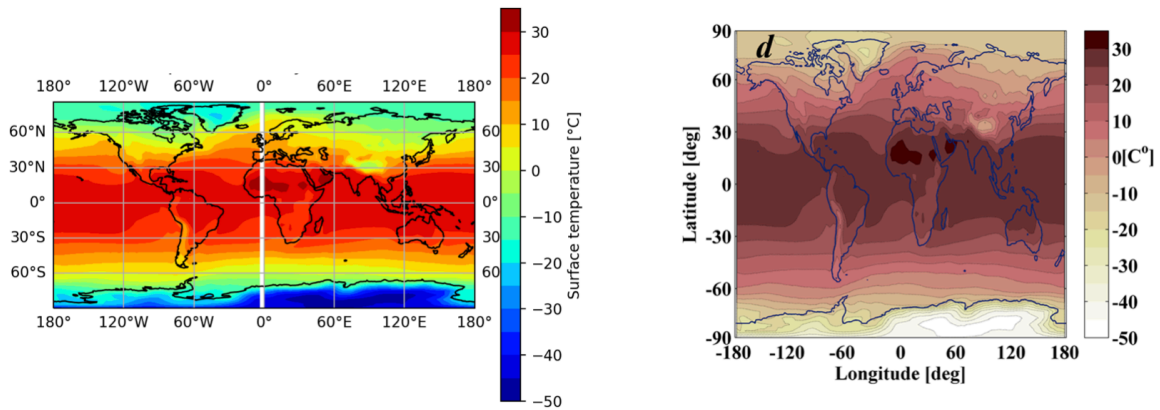 180° 120°W 60°W 0° 60°E 120°E 180°
60°N
30°N
0°
30°S
60°S
60
30
0°
30
60
180° 120°W 60°W 0° 60°E 120°E 180°
30
20
10
0
−10
−20
−30
−40
−50
Surface temperature [°C]
d
90
60
30
0
-30
-60
-90
Latitude [deg]
-180 -120 -60 0 60 120 180
Longitude [deg]
30
20
10
0[C°]
-10
-20
-30
-40
-50